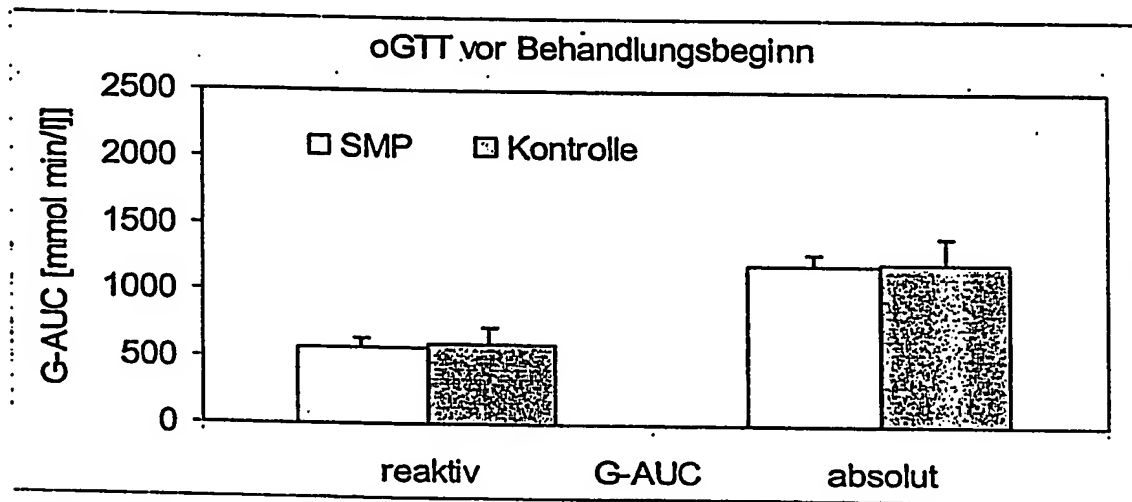 oGTT vor Behandlungsbeginn
G-AUC [mmol min/l]]
2500
2000
1500
1000
500
0
SMP Kontrolle
reaktiv G-AUC absolut